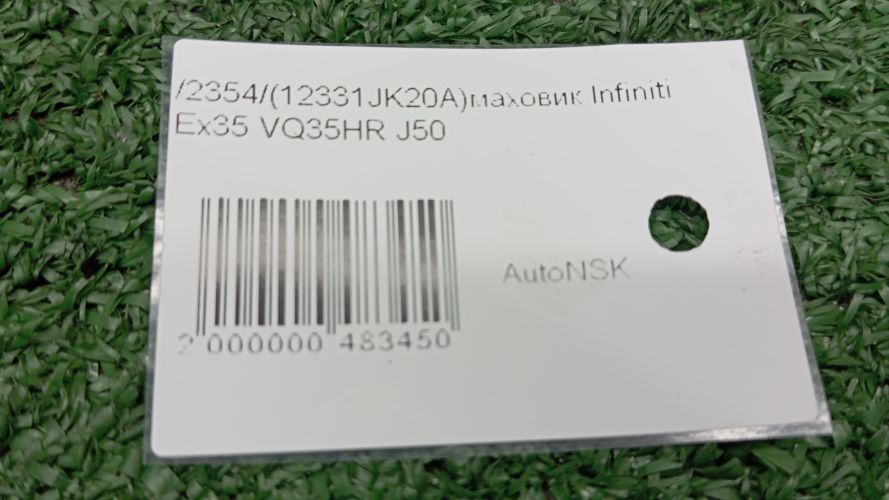 /2354/(12331JK20A)маховик Infiniti
Ex35 VQ35HR J50
AutoNSK
2 000000 483450